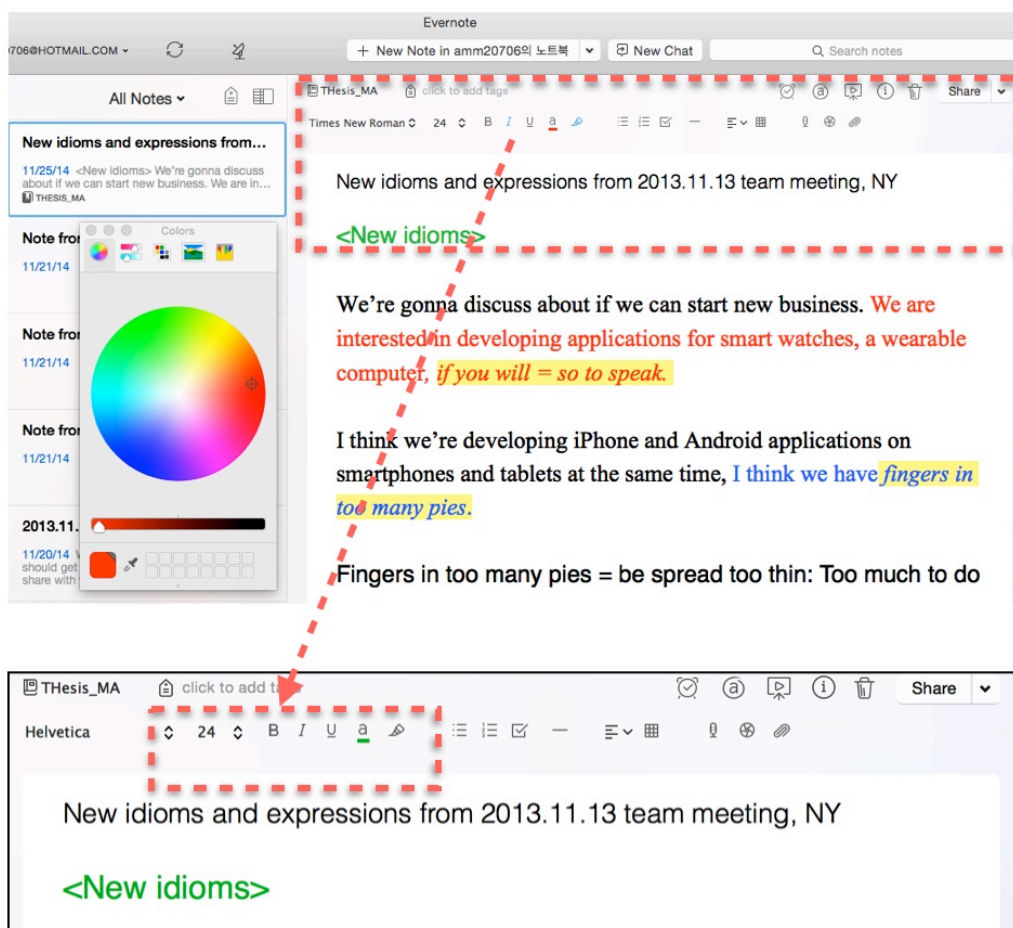 Evernote
706@HOTMAIL.COM
+ New Note in amm20706의 노트북
New Chat
Search notes
All Notes
THesis_MA click to add tags
Share
Times New Roman 24 B I U a
New idioms and expressions from...
11/25/14 <New idioms> We're gonna discuss
about if we can start new business. We are in...
THESIS_MA
Note fro
11/21/14
Note fro
11/21/14
Note fro
11/21/14
2013.11.
11/20/14
should get
share with
Colors
New idioms and expressions from 2013.11.13 team meeting, NY
<New idioms>
We're gonna discuss about if we can start new business. We are
interested in developing applications for smart watches, a wearable
computer, if you will = so to speak.
I think we're developing iPhone and Android applications on
smartphones and tablets at the same time, I think we have fingers in
too many pies.
Fingers in too many pies = be spread too thin: Too much to do
THesis_MA click to add
Share
Helvetica 24 B I U a
New idioms and expressions from 2013.11.13 team meeting, NY
<New idioms>